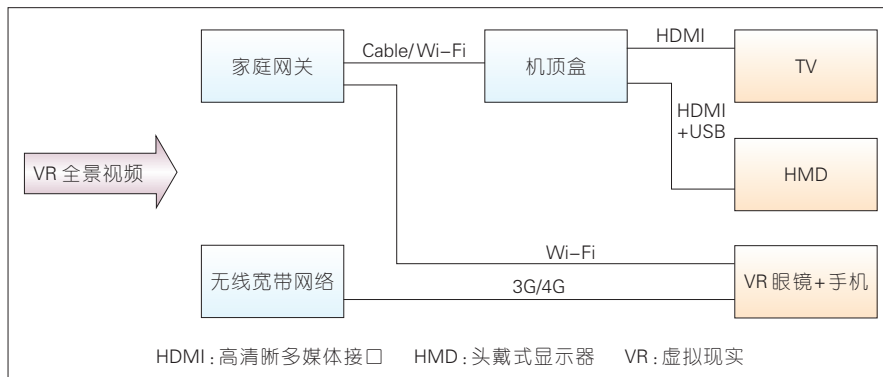 HDMI
家庭网关
Cable/Wi-Fi
机顶盒
TV
HDMI
+USB
VR 全景视频
HMD
Wi-Fi
无线宽带网络
3G/4G
VR 眼镜+手机
HDMI:高清晰多媒体接口 HMD:头戴式显示器 VR:虚拟现实